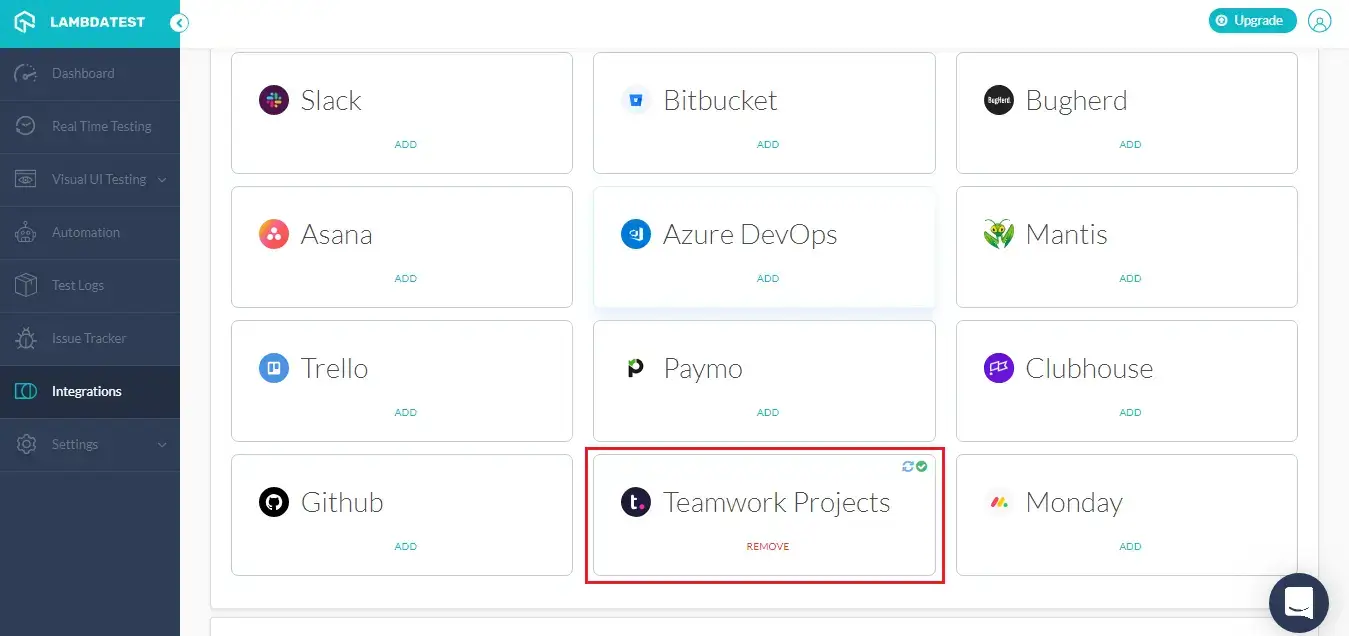 LAMBDATEST
Upgrade
Dashboard
Real Time Testing
Visual UI Testing
Automation
Test Logs
Issue Tracker
Integrations
Settings
Slack
ADD
Bitbucket
ADD
BugHerd.
Bugherd
ADD
Asana
ADD
Azure DevOps
ADD
Mantis
ADD
Trello
ADD
Paymo
ADD
Clubhouse
ADD
Github
ADD
t.
Teamwork Projects
REMOVE
Monday
ADD